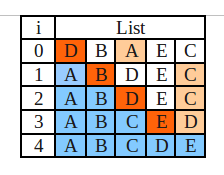 i List
0 D B A E C
1 A B D E C
2 A B D E C
3 A B C E D
4 A B C D E